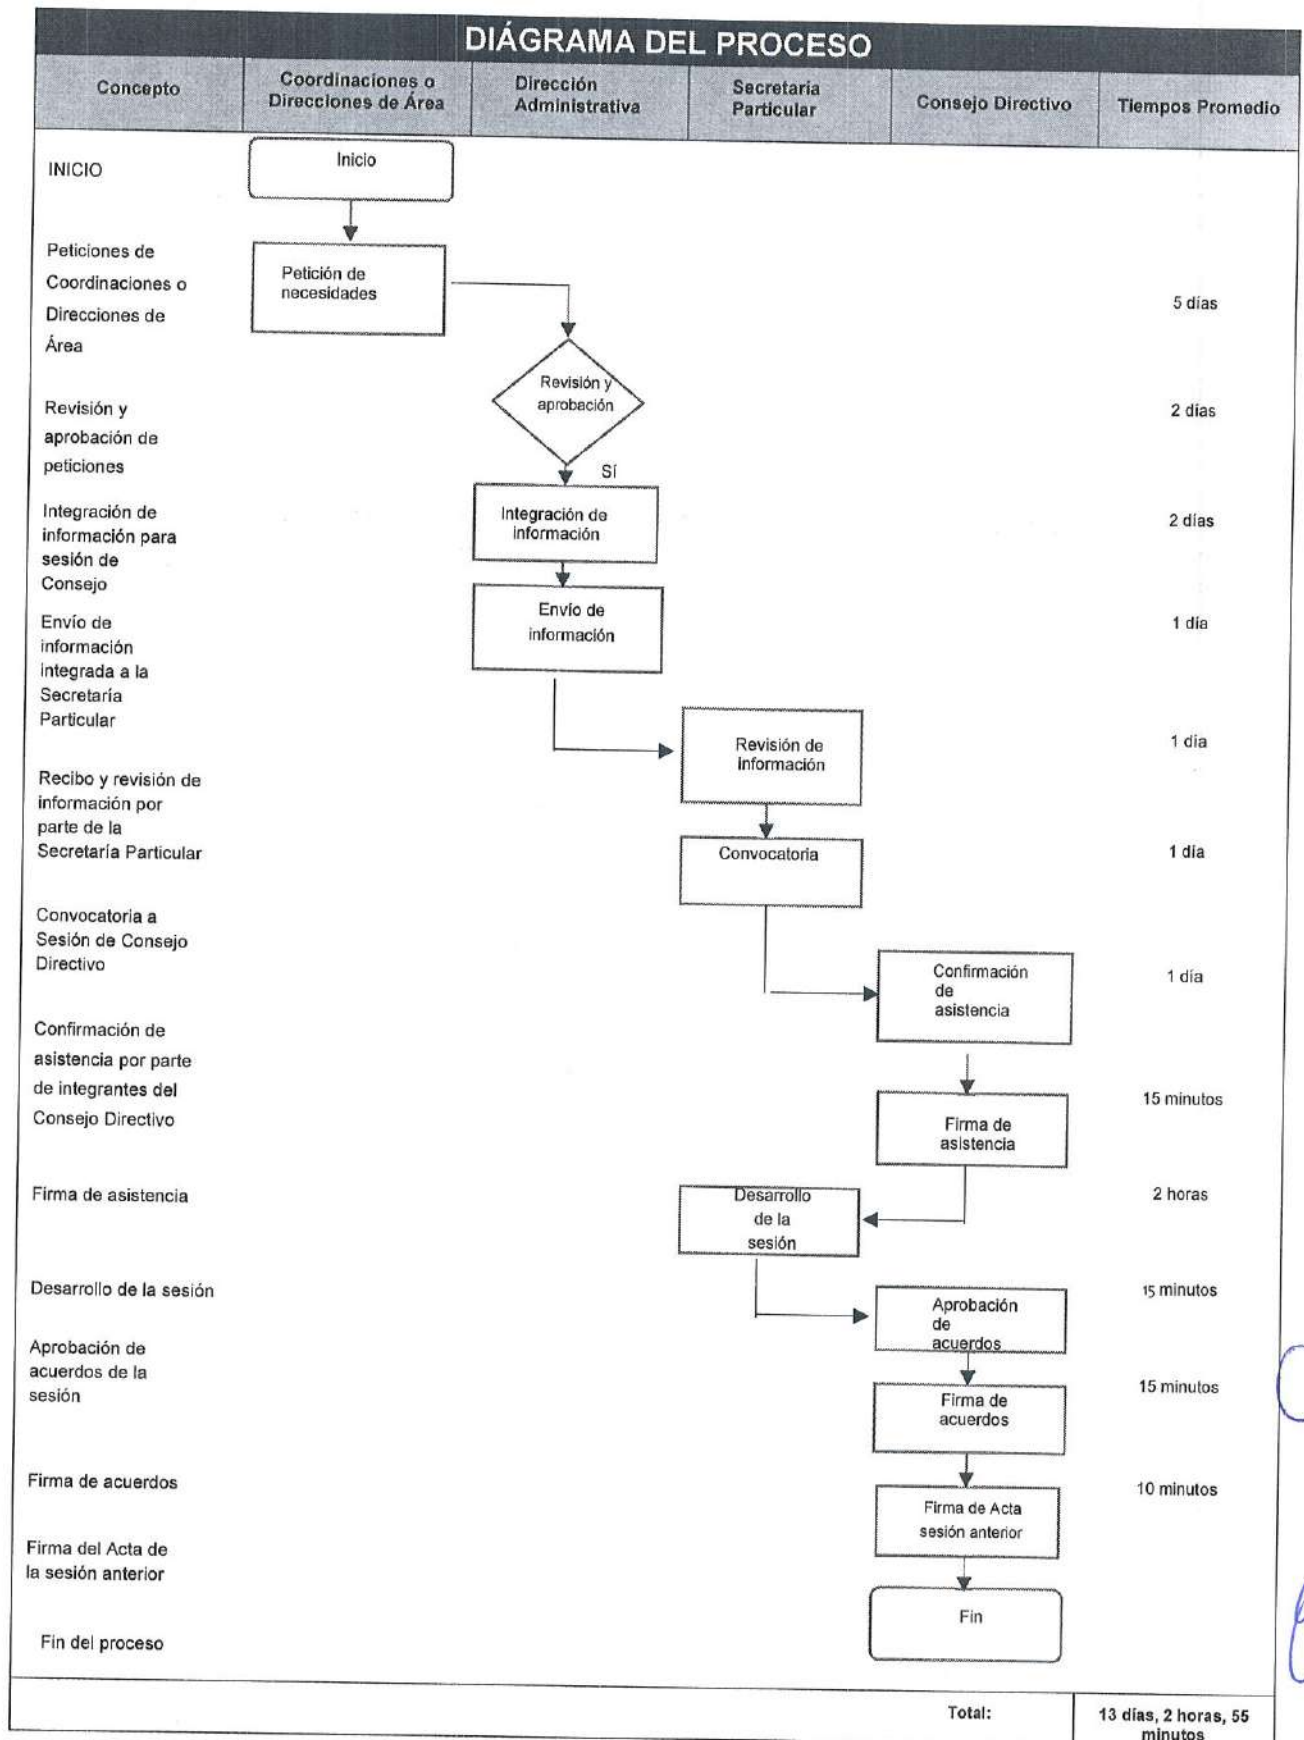 DIÁGRAMA DEL PROCESO
Concepto
Coordinaciones o
Direcciones de Área
Dirección
Administrativa
Secretaría
Particular
Consejo Directivo
Tiempos Promedio
INICIO
Inicio
Peticiones de
Coordinaciones o
Direcciones de
Área
Petición de
necesidades
5 días
Revisión y
aprobación de
peticiones
Revisión y
aprobación
2 días
Sí
Integración de
información para
sesión de
Consejo
Integración de
información
2 días
Envío de
información
integrada a la
Secretaría
Particular
Envío de
información
1 día
Revisión de
información
1 día
Recibo y revisión de
información por
parte de la
Secretaría Particular
Convocatoria
1 día
Convocatoria a
Sesión de Consejo
Directivo
Confirmación
de
asistencia
1 día
Confirmación de
asistencia por parte
de integrantes del
Consejo Directivo
Firma de
asistencia
15 minutos
Firma de asistencia
Desarrollo
de la
sesión
2 horas
Desarrollo de la sesión
Aprobación
de
acuerdos
15 minutos
Aprobación de
acuerdos de la
sesión
Firma de
acuerdos
15 minutos
Firma de acuerdos
Firma de Acta
sesión anterior
10 minutos
Firma del Acta de
la sesión anterior
Fin
Fin del proceso
Total:
13 días, 2 horas, 55
minutos